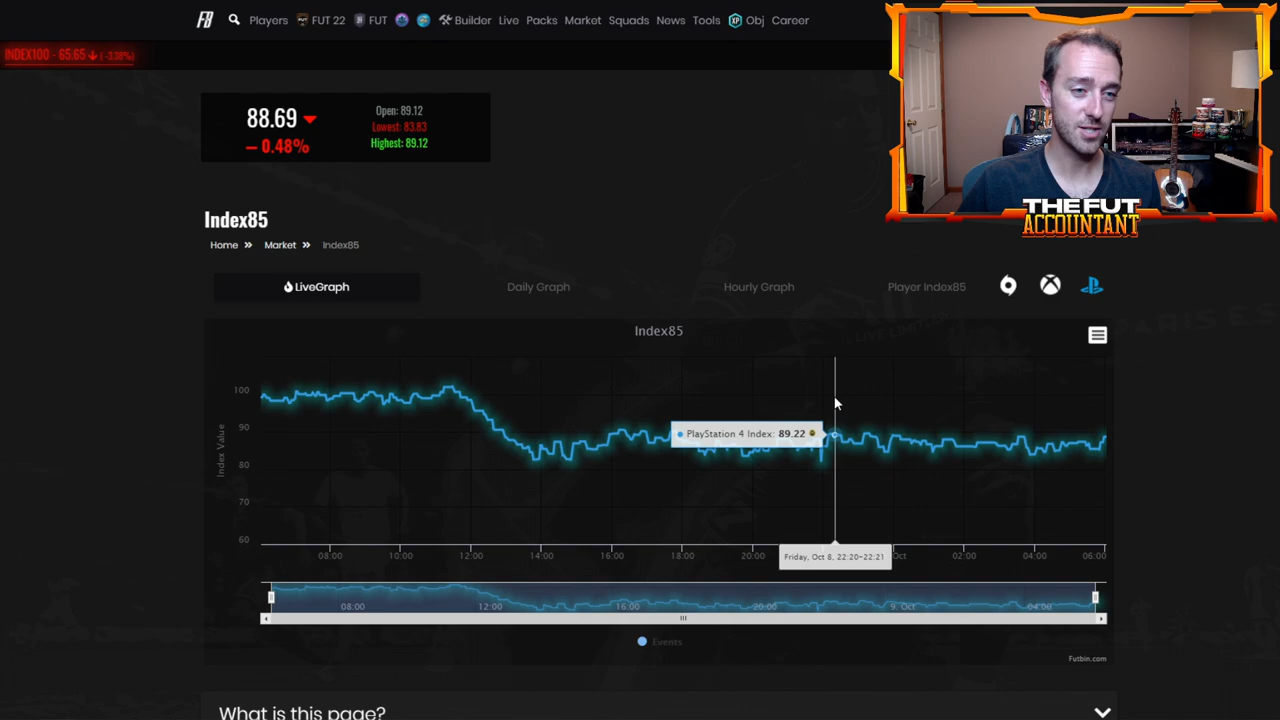 FB Players FUT 22 FUT Builder Live Packs Market Squads News Tools XP Obj Career
INDEX100 - 65.65 (-3.36%)
88.69
– 0.48%
Open: 89.12
Lowest: 83.83
Highest: 89.12
THE FUT
ACCOUNTANT
Index85
Home » Market » Index85
LiveGraph Daily Graph Hourly Graph Player Index85
Index85
Index Value
100
90
80
70
60
PlayStation 4 Index: 89.22
08:00 10:00 12:00 14:00 16:00 18:00 20:00 Oct 02:00 04:00 06:00
Friday, Oct 8, 22:20-22:21
08:00 12:00 16:00 20:00 9. Oct 04:00
Events
Futbin.com
What is this page?